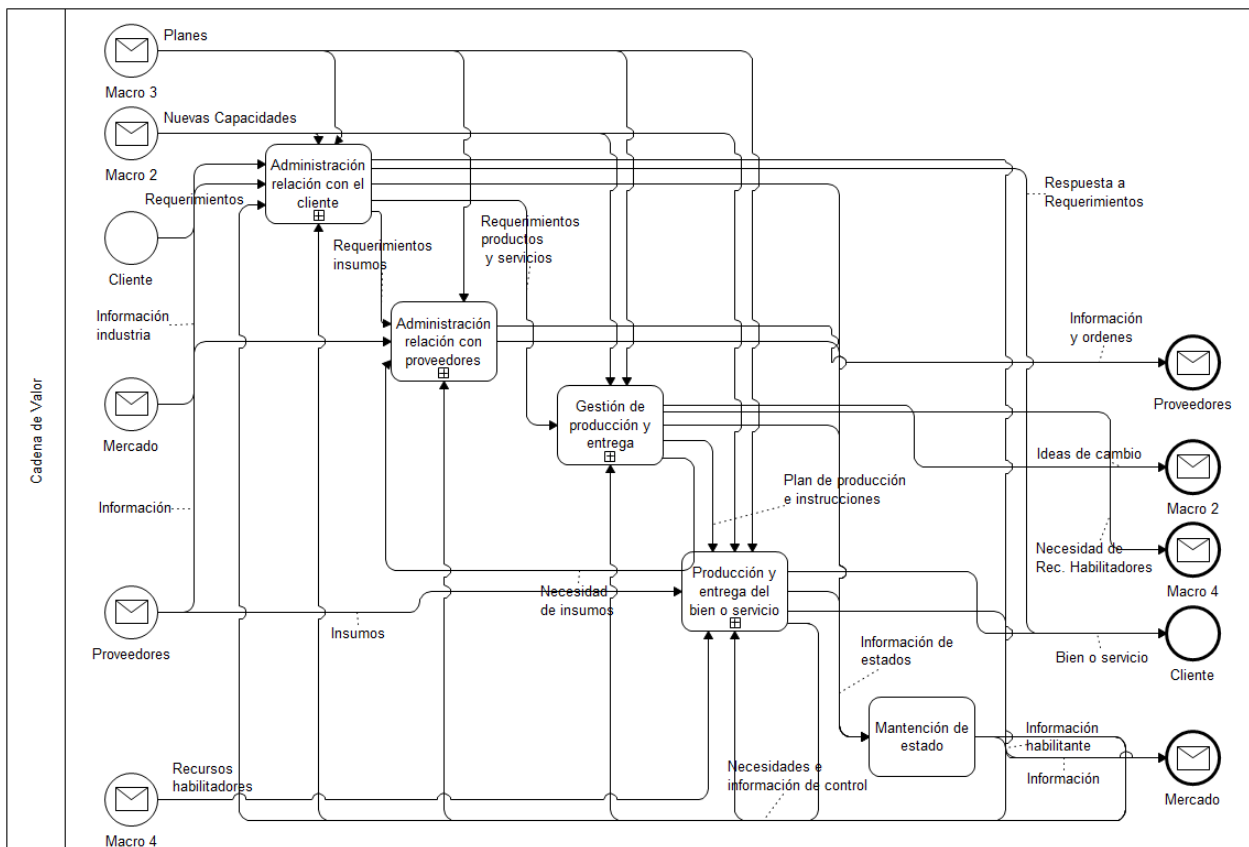 Cadena de Valor
Planes
Macro 3
Nuevas Capacidades
Macro 2
Administración
relación con el
cliente
Requerimientos
Cliente
Respuesta a
Requerimientos
Requerimientos
insumos
Requerimientos
productos
y servicios
Información
industria
Administración
relación con
proveedores
Información
y ordenes
Proveedores
Mercado
Gestión de
producción y
entrega
Ideas de cambio
Macro 2
Plan de producción
e instrucciones
Información
Necesidad de
Rec. Habilitadores
Macro 4
Producción y
entrega del
bien o servicio
Necesidad
de insumos
Insumos
Proveedores
Información de
estados
Bien o servicio
Cliente
Mantención de
estado
Información
habilitante
Información
Mercado
Recursos
habilitadores
Necesidades e
información de control
Macro 4